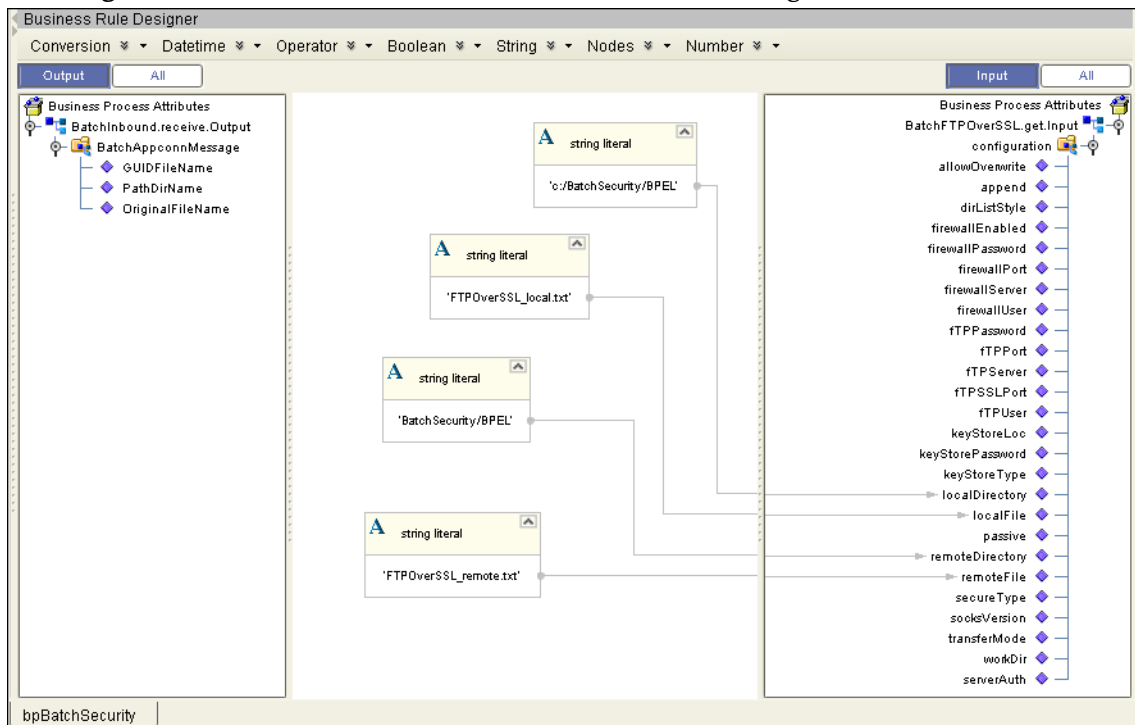 Business Rule Designer
Conversion Datetime Operator Boolean String Nodes Number
Output All Input All
Business Process Attributes
BatchInbound.receive.Output
BatchAppconnMessage
GUIDFileName
PathDirName
OriginalFileName
A string literal
'c:/BatchSecurity/BPEL'
A string literal
'FTPOverSSL_local.txt'
A string literal
'BatchSecurity/BPEL'
A string literal
'FTPOverSSL_remote.txt'
Business Process Attributes
BatchFTPOverSSL.get.Input
configuration
allowOverwrite
append
dirListStyle
firewallEnabled
firewallPassword
firewallPort
firewallServer
firewallUser
fTPPassword
fTPPort
fTPServer
fTPSSLPort
fTPUser
keyStoreLoc
keyStorePassword
keyStoreType
localDirectory
localFile
passive
remoteDirectory
remoteFile
secureType
socksVersion
transferMode
workDir
serverAuth
bpBatchSecurity